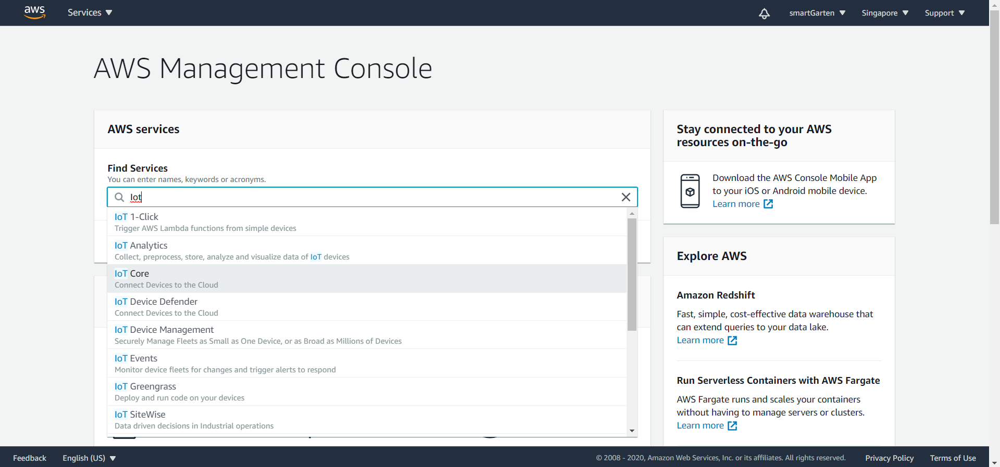 aws Services smartGarten Singapore Support
AWS Management Console
AWS services
Find Services
You can enter names, keywords or acronyms.
Iot
IoT 1-Click
Trigger AWS Lambda functions from simple devices
IoT Analytics
Collect, preprocess, store, analyze and visualize data of IoT devices
IoT Core
Connect Devices to the Cloud
IoT Device Defender
Connect Devices to the Cloud
IoT Device Management
Securely Manage Fleets as Small as One Device, or as Broad as Millions of Devices
IoT Events
Monitor device fleets for changes and trigger alerts to respond
IoT Greengrass
Deploy and run code on your devices
IoT SiteWise
Data driven decisions in Industrial operations
Stay connected to your AWS
resources on-the-go
Download the AWS Console Mobile App
to your iOS or Android mobile device.
Learn more
Explore AWS
Amazon Redshift
Fast, simple, cost-effective data warehouse that
can extend queries to your data lake.
Learn more
Run Serverless Containers with AWS Fargate
AWS Fargate runs and scales your containers
without having to manage servers or clusters.
Learn more
Feedback English (US) © 2008 - 2020, Amazon Web Services, Inc. or its affiliates. All rights reserved. Privacy Policy Terms of Use